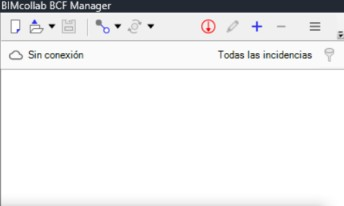 BIMcollab BCF Manager
Sin conexión Todas las incidencias